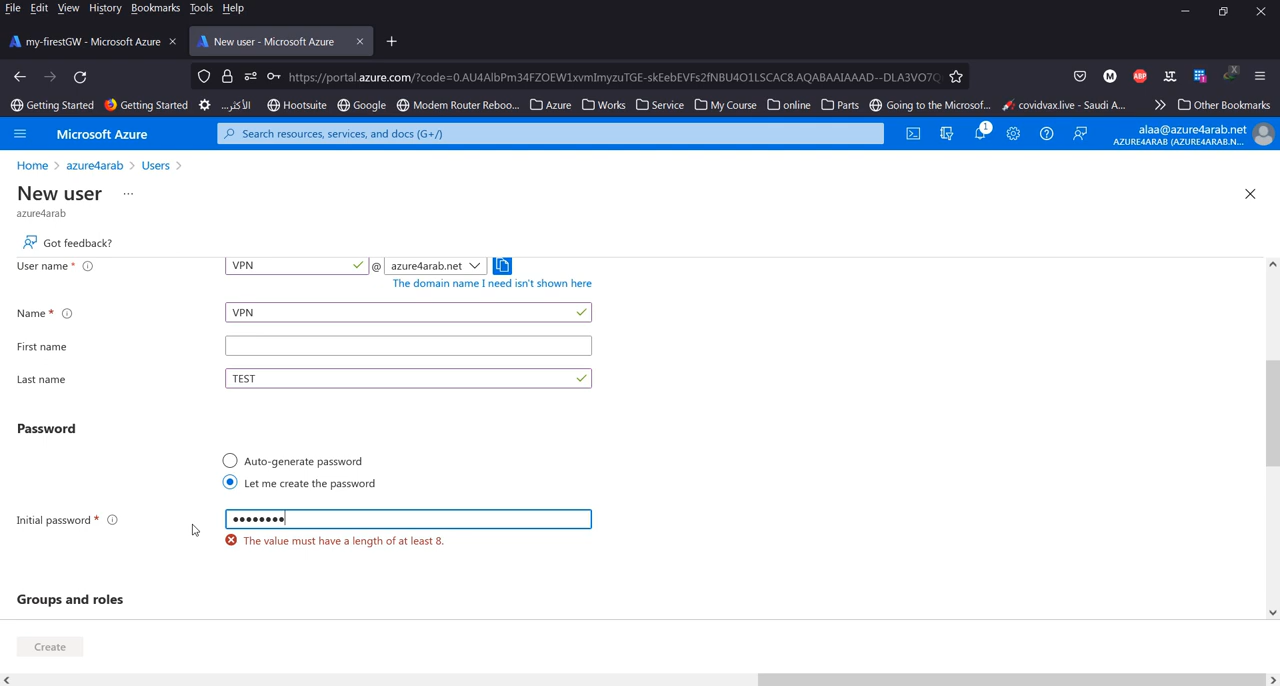 File Edit View History Bookmarks Tools Help
my-firestGW - Microsoft Azure New user - Microsoft Azure
https://portal.azure.com/?code=0.AU4AlbPm34FZOEW1xvmImyzuTGE-skEebEVFs2fNBU4O1LSCAC8.AQABAAIAAAD--DLA3VO7Q
Getting Started Getting Started الأكثر... Hootsuite Google Modem Router Reboo... Azure Works Service My Course online Parts Going to the Microsof... covidvax.live - Saudi A... Other Bookmarks
Microsoft Azure Search resources, services, and docs (G+/) 1 alaa@azure4arab.net
AZURE4ARAB (AZURE4ARAB.N...
Home > azure4arab > Users >
New user ...
azure4arab
Got feedback?
User name * VPN @ azure4arab.net
The domain name I need isn't shown here
Name * VPN
First name
Last name TEST
Password
Auto-generate password
Let me create the password
Initial password * ●●●●●●●●
The value must have a length of at least 8.
Groups and roles
Create